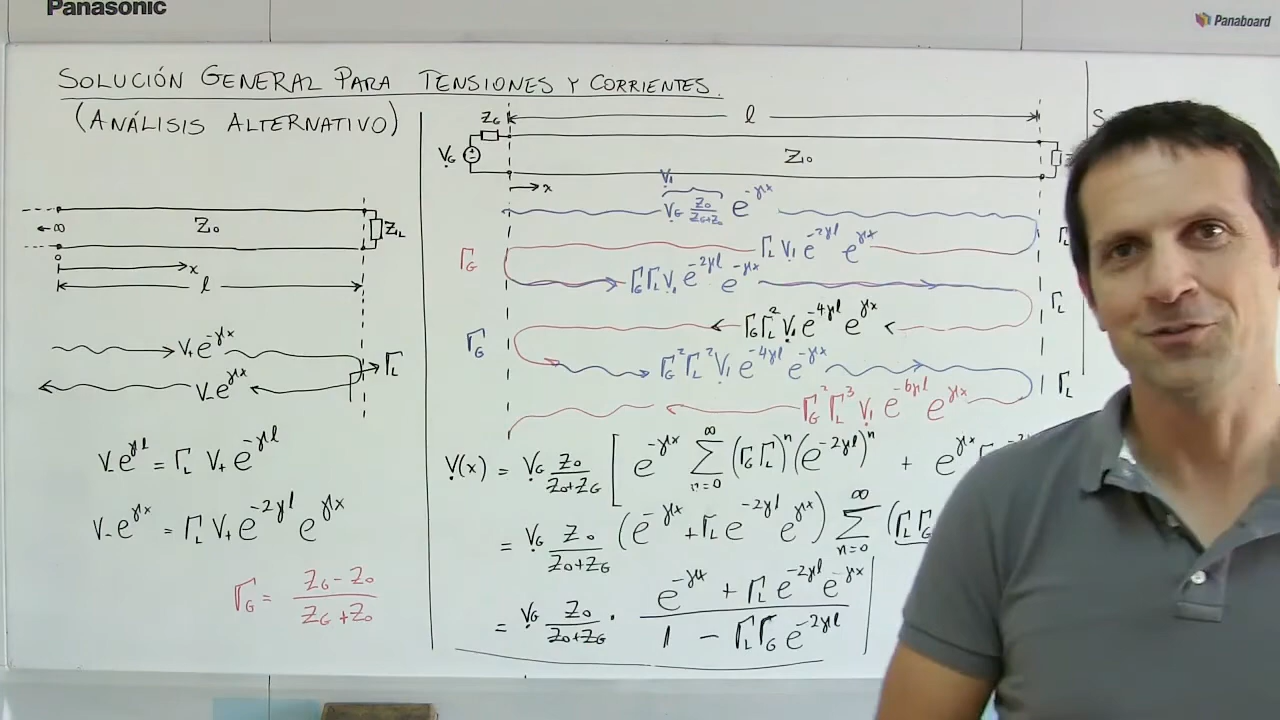 Panasonic
Panaboard
SOLUCIÓN GENERAL PARA TENSIONES Y CORRIENTES.
(ANÁLISIS ALTERNATIVO)
Z₀
Z_L
← ∞
0
x
l
V₊e^{-γx}
V₋e^{γx}
Γ_L
V₋e^{γl} = Γ_L V₊e^{-γl}
V₋e^{γx} = Γ_L V₊e^{-2γl} e^{γx}
Γ_G = (Z_G - Z₀)/(Z_G + Z₀)
Z_G
l
V_G
Z₀
x
V₁
V_G Z₀/(Z_G+Z₀) e^{-γx}
Γ_L V₁ e^{-2γl} e^{γx}
Γ_G
Γ_G Γ_L V₁ e^{-2γl} e^{-γx}
Γ_L
Γ_G Γ_L² V₁ e^{-4γl} e^{γx}
Γ_G
Γ_G² Γ_L² V₁ e^{-4γl} e^{-γx}
Γ_L
Γ_G² Γ_L³ V₁ e^{-6γl} e^{γx}
V(x) = V_G Z₀/(Z₀+Z_G) [ e^{-γx} Σ_{n=0}^{∞} (Γ_G Γ_L)^n (e^{-2γl})^n + e^{γx}
= V_G Z₀/(Z₀+Z_G) (e^{-γx} + Γ_L e^{-2γl} e^{γx}) Σ_{n=0}^{∞} (Γ_L Γ_G
= V_G Z₀/(Z₀+Z_G) · (e^{-γx} + Γ_L e^{-2γl} e^{-γx})/(1 - Γ_L Γ_G e^{-2γl})
S